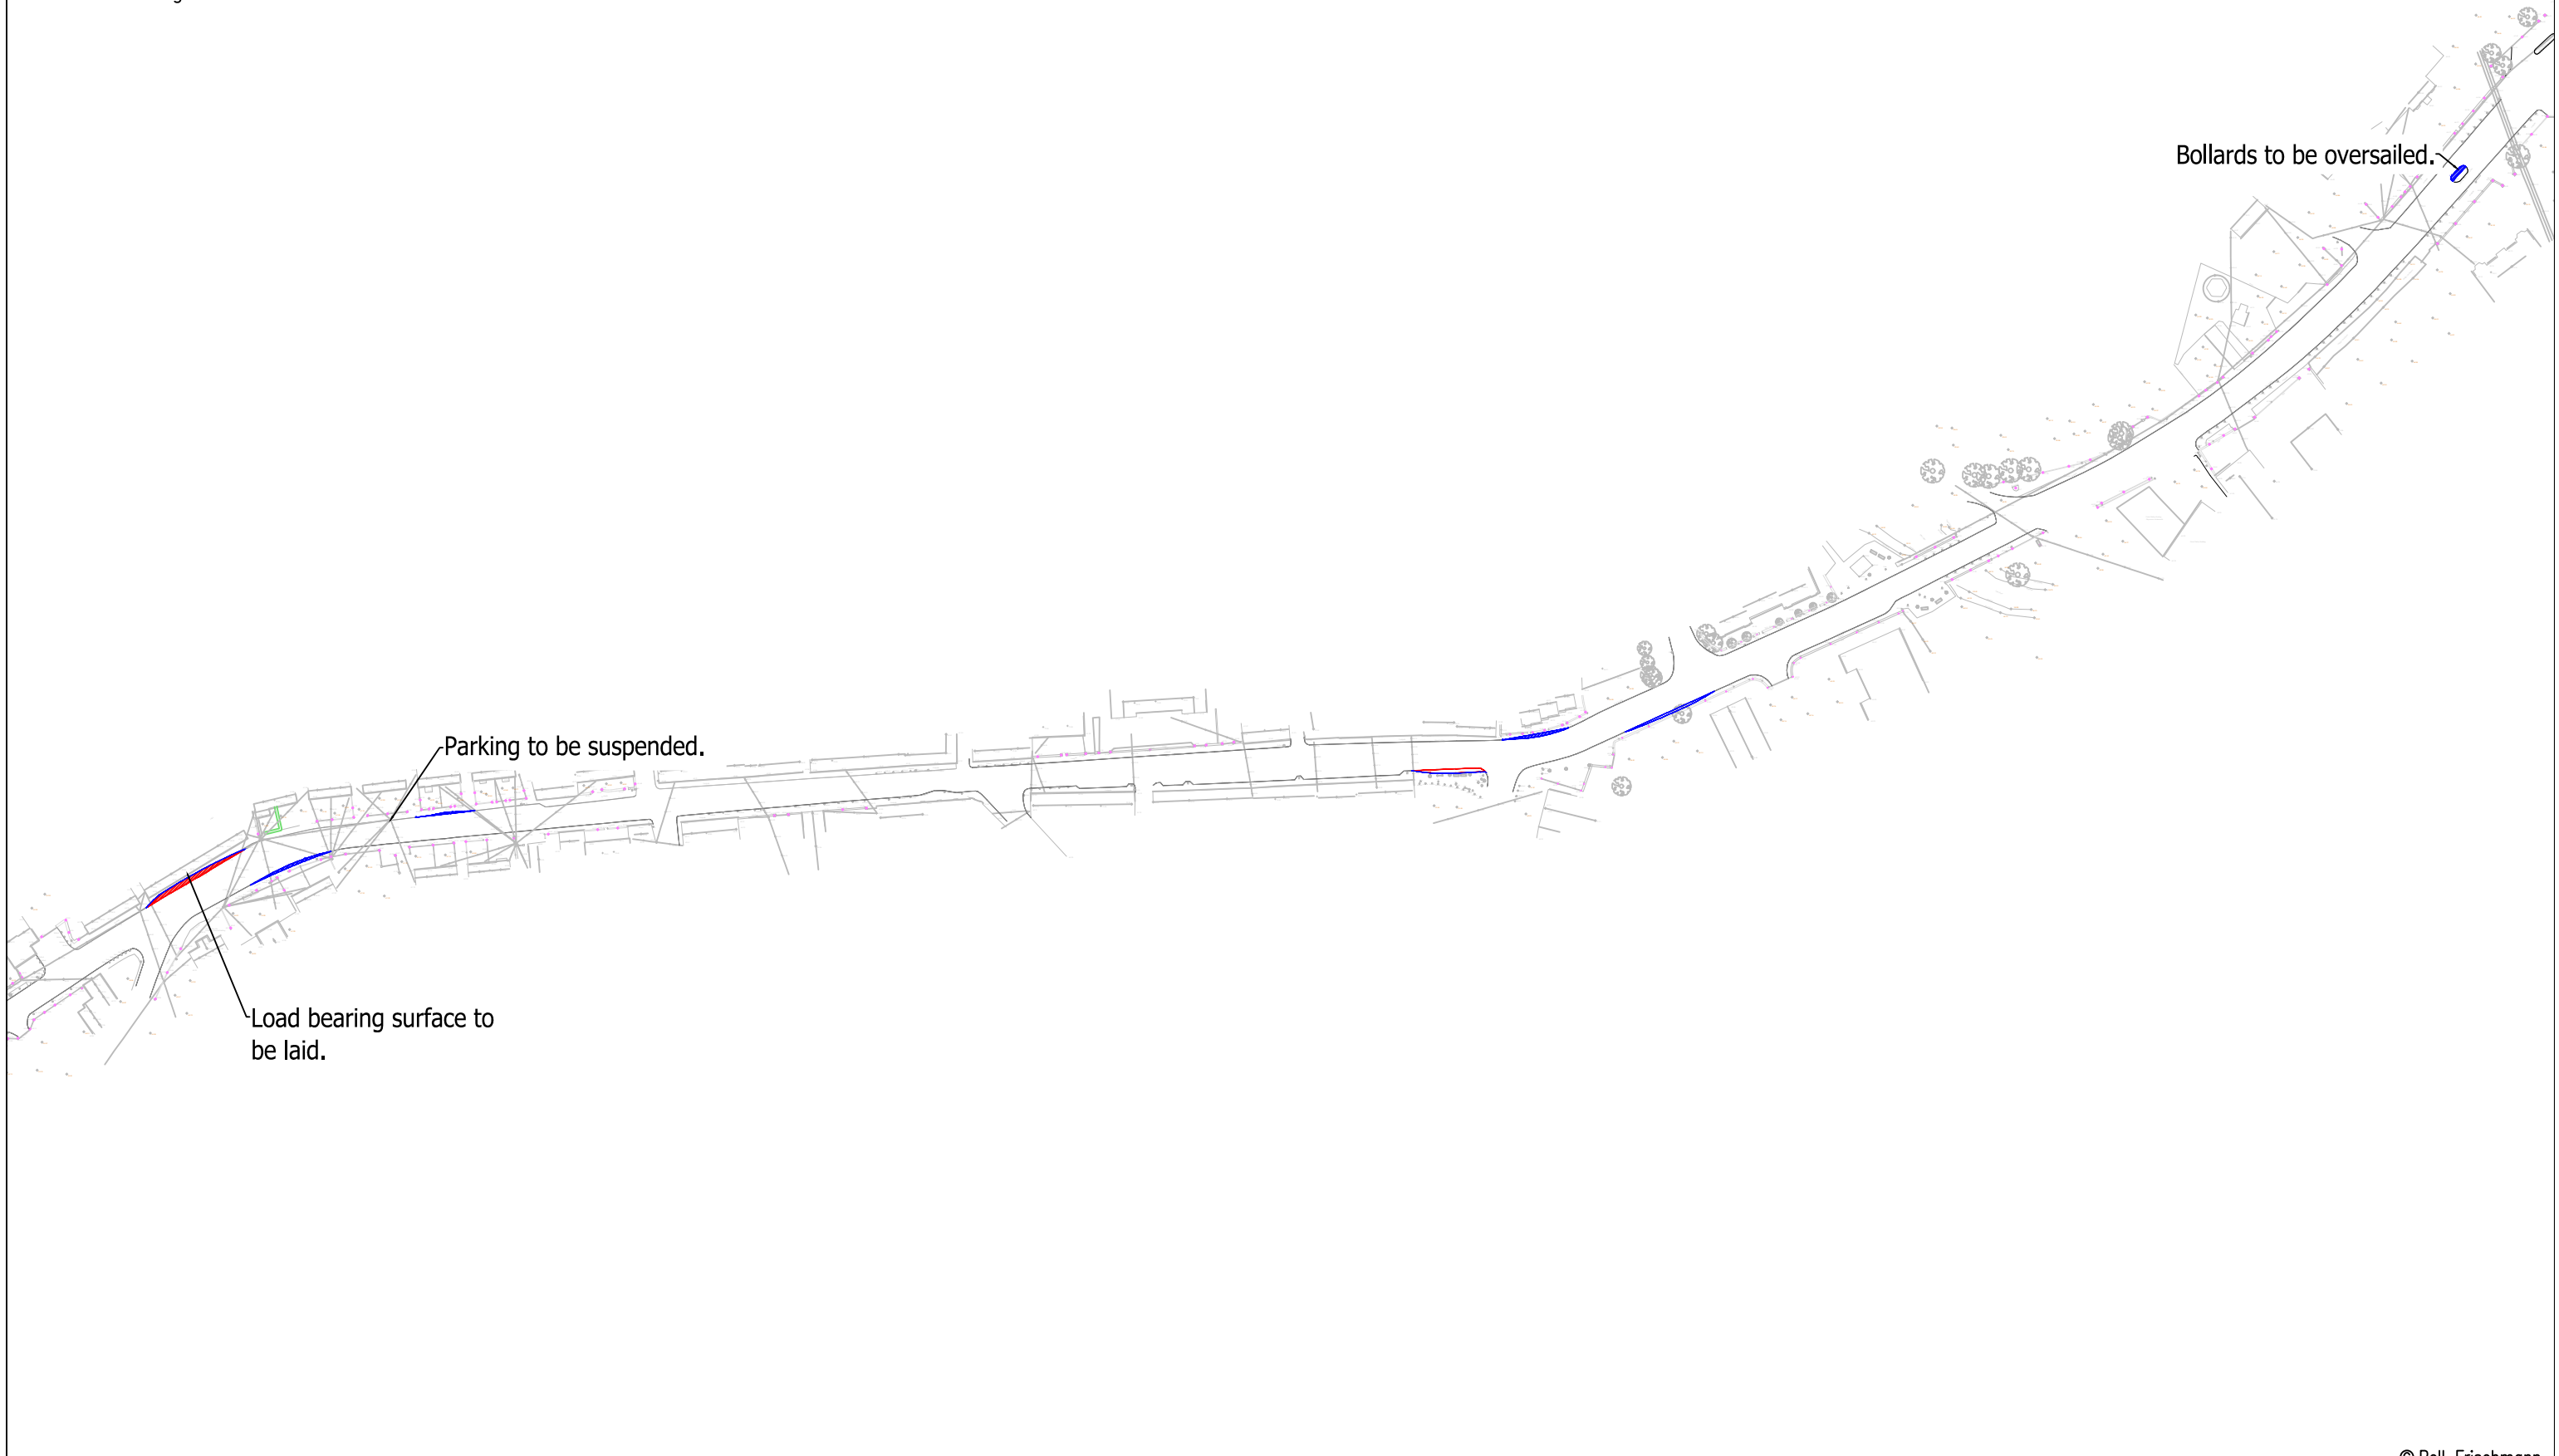 Bollards to be oversailed.
Parking to be suspended.
Load bearing surface to
be laid.